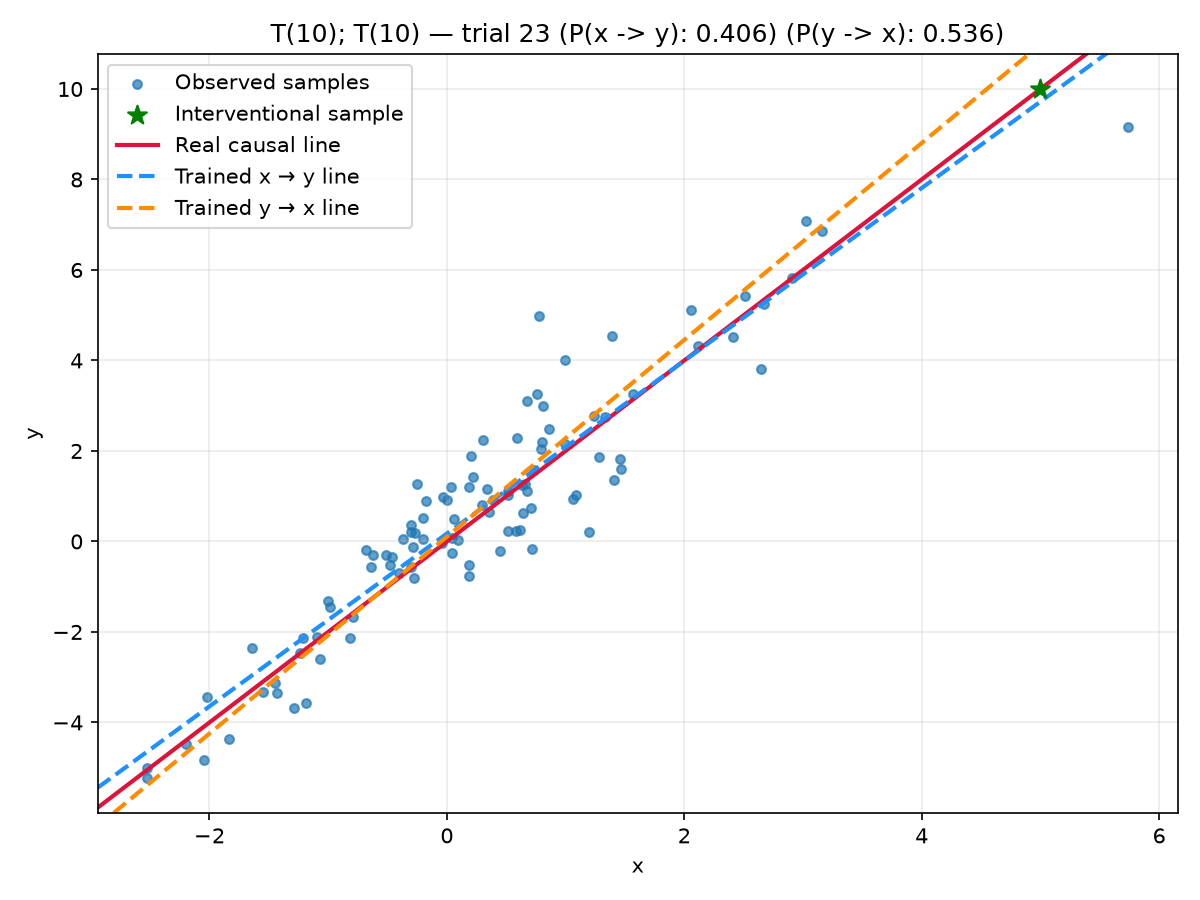 T(10); T(10) — trial 23 (P(x -> y): 0.406) (P(y -> x): 0.536)
Observed samples
Interventional sample
Real causal line
Trained x → y line
Trained y → x line
10
8
6
4
2
0
−2
−4
y
−2
0
2
4
6
x